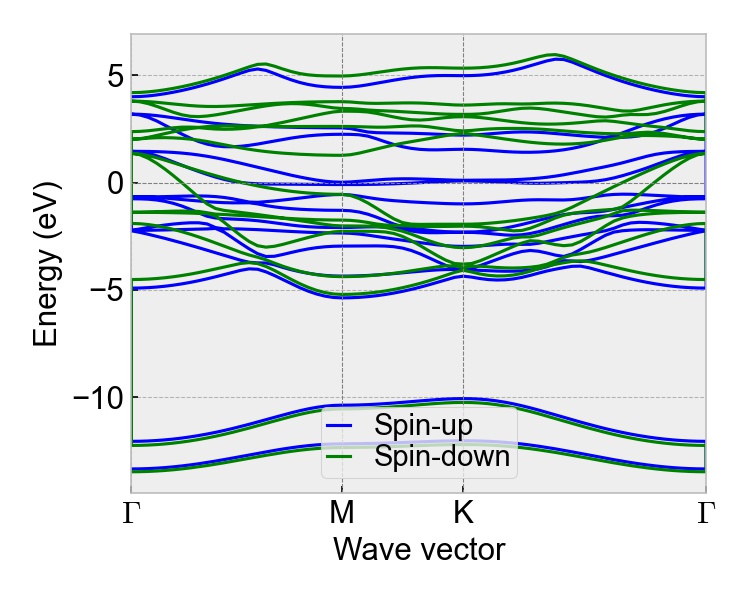 Energy (eV)
5
0
−5
−10
Spin-up
Spin-down
Γ M K Γ
Wave vector